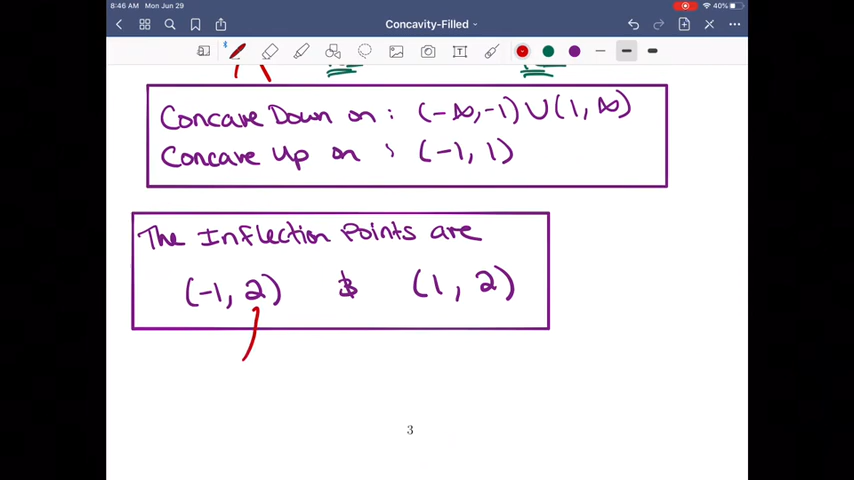 8:46 AM Mon Jun 29
40%
Concavity-Filled
Concave Down on : (-∞, -1) ∪ (1, ∞)
Concave Up on : (-1, 1)
The Inflection Points are
(-1, 2) & (1, 2)
3